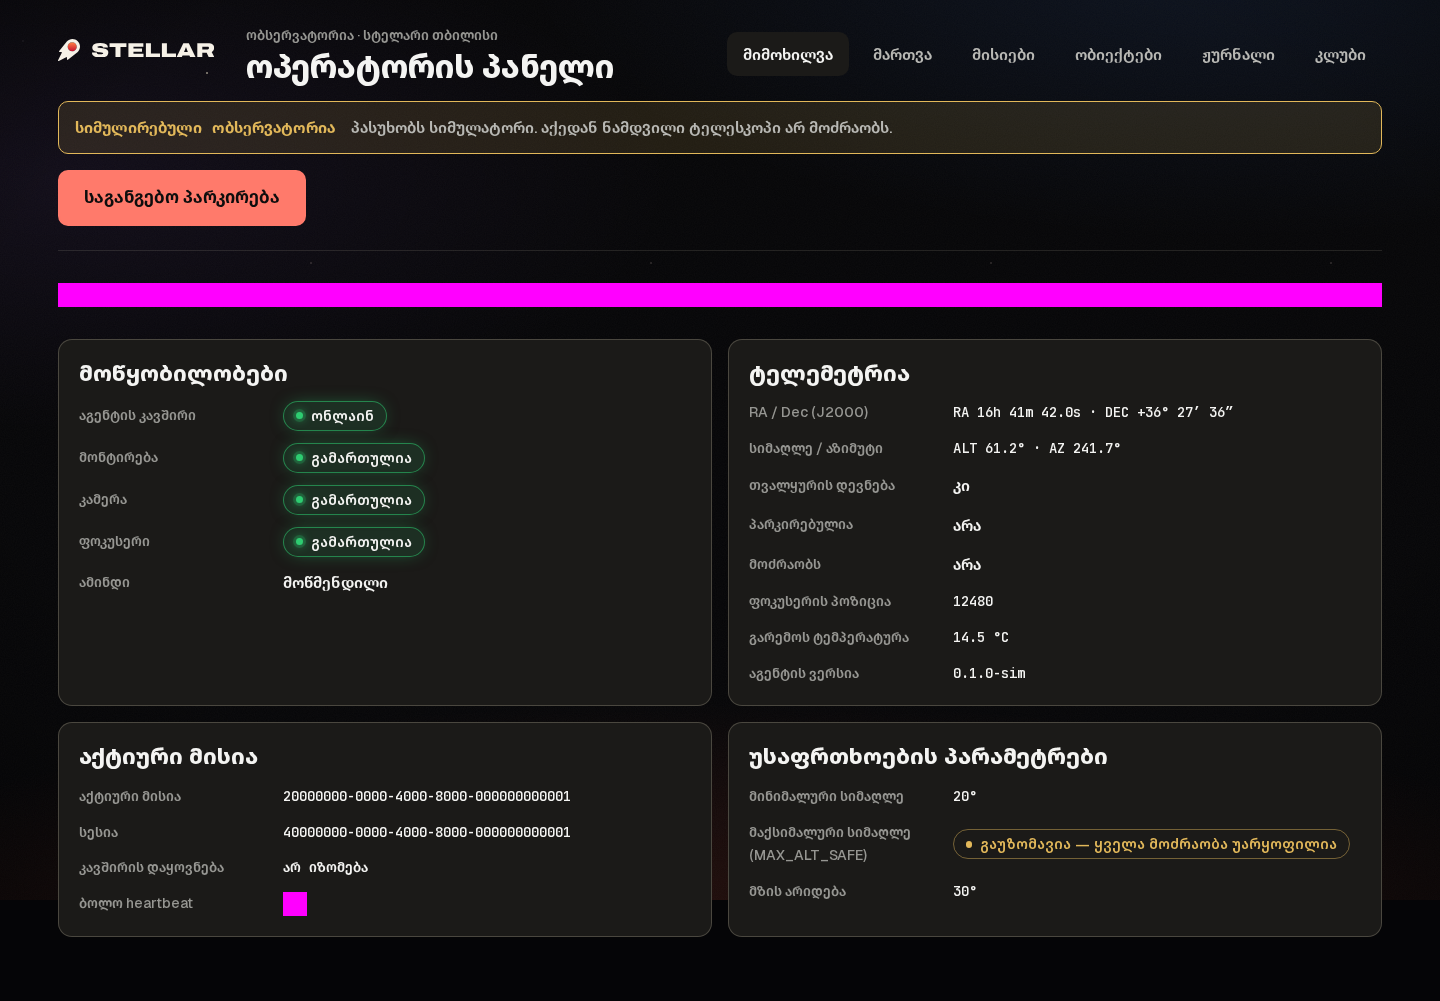 STELLAR
ობსერვატორია · სტელარი თბილისი
ოპერატორის პანელი
მიმოხილვა
მართვა
მისიები
ობიექტები
ჟურნალი
კლუბი
სიმულირებული ობსერვატორია პასუხობს სიმულატორი. აქედან ნამდვილი ტელესკოპი არ მოძრაობს.
საგანგებო პარკირება
მოწყობილობები
აგენტის კავშირი ონლაინ
მონტირება გამართულია
კამერა გამართულია
ფოკუსერი გამართულია
ამინდი მოწმენდილი
ტელემეტრია
RA / Dec (J2000) RA 16h 41m 42.0s · DEC +36° 27′ 36″
სიმაღლე / აზიმუტი ALT 61.2° · AZ 241.7°
თვალყურის დევნება კი
პარკირებულია არა
მოძრაობს არა
ფოკუსერის პოზიცია 12480
გარემოს ტემპერატურა 14.5 °C
აგენტის ვერსია 0.1.0-sim
აქტიური მისია
აქტიური მისია 20000000-0000-4000-8000-000000000001
სესია 40000000-0000-4000-8000-000000000001
კავშირის დაყოვნება არ იზომება
ბოლო heartbeat
უსაფრთხოების პარამეტრები
მინიმალური სიმაღლე 20°
მაქსიმალური სიმაღლე
(MAX_ALT_SAFE) გაუზომავია — ყველა მოძრაობა უარყოფილია
მზის არიდება 30°